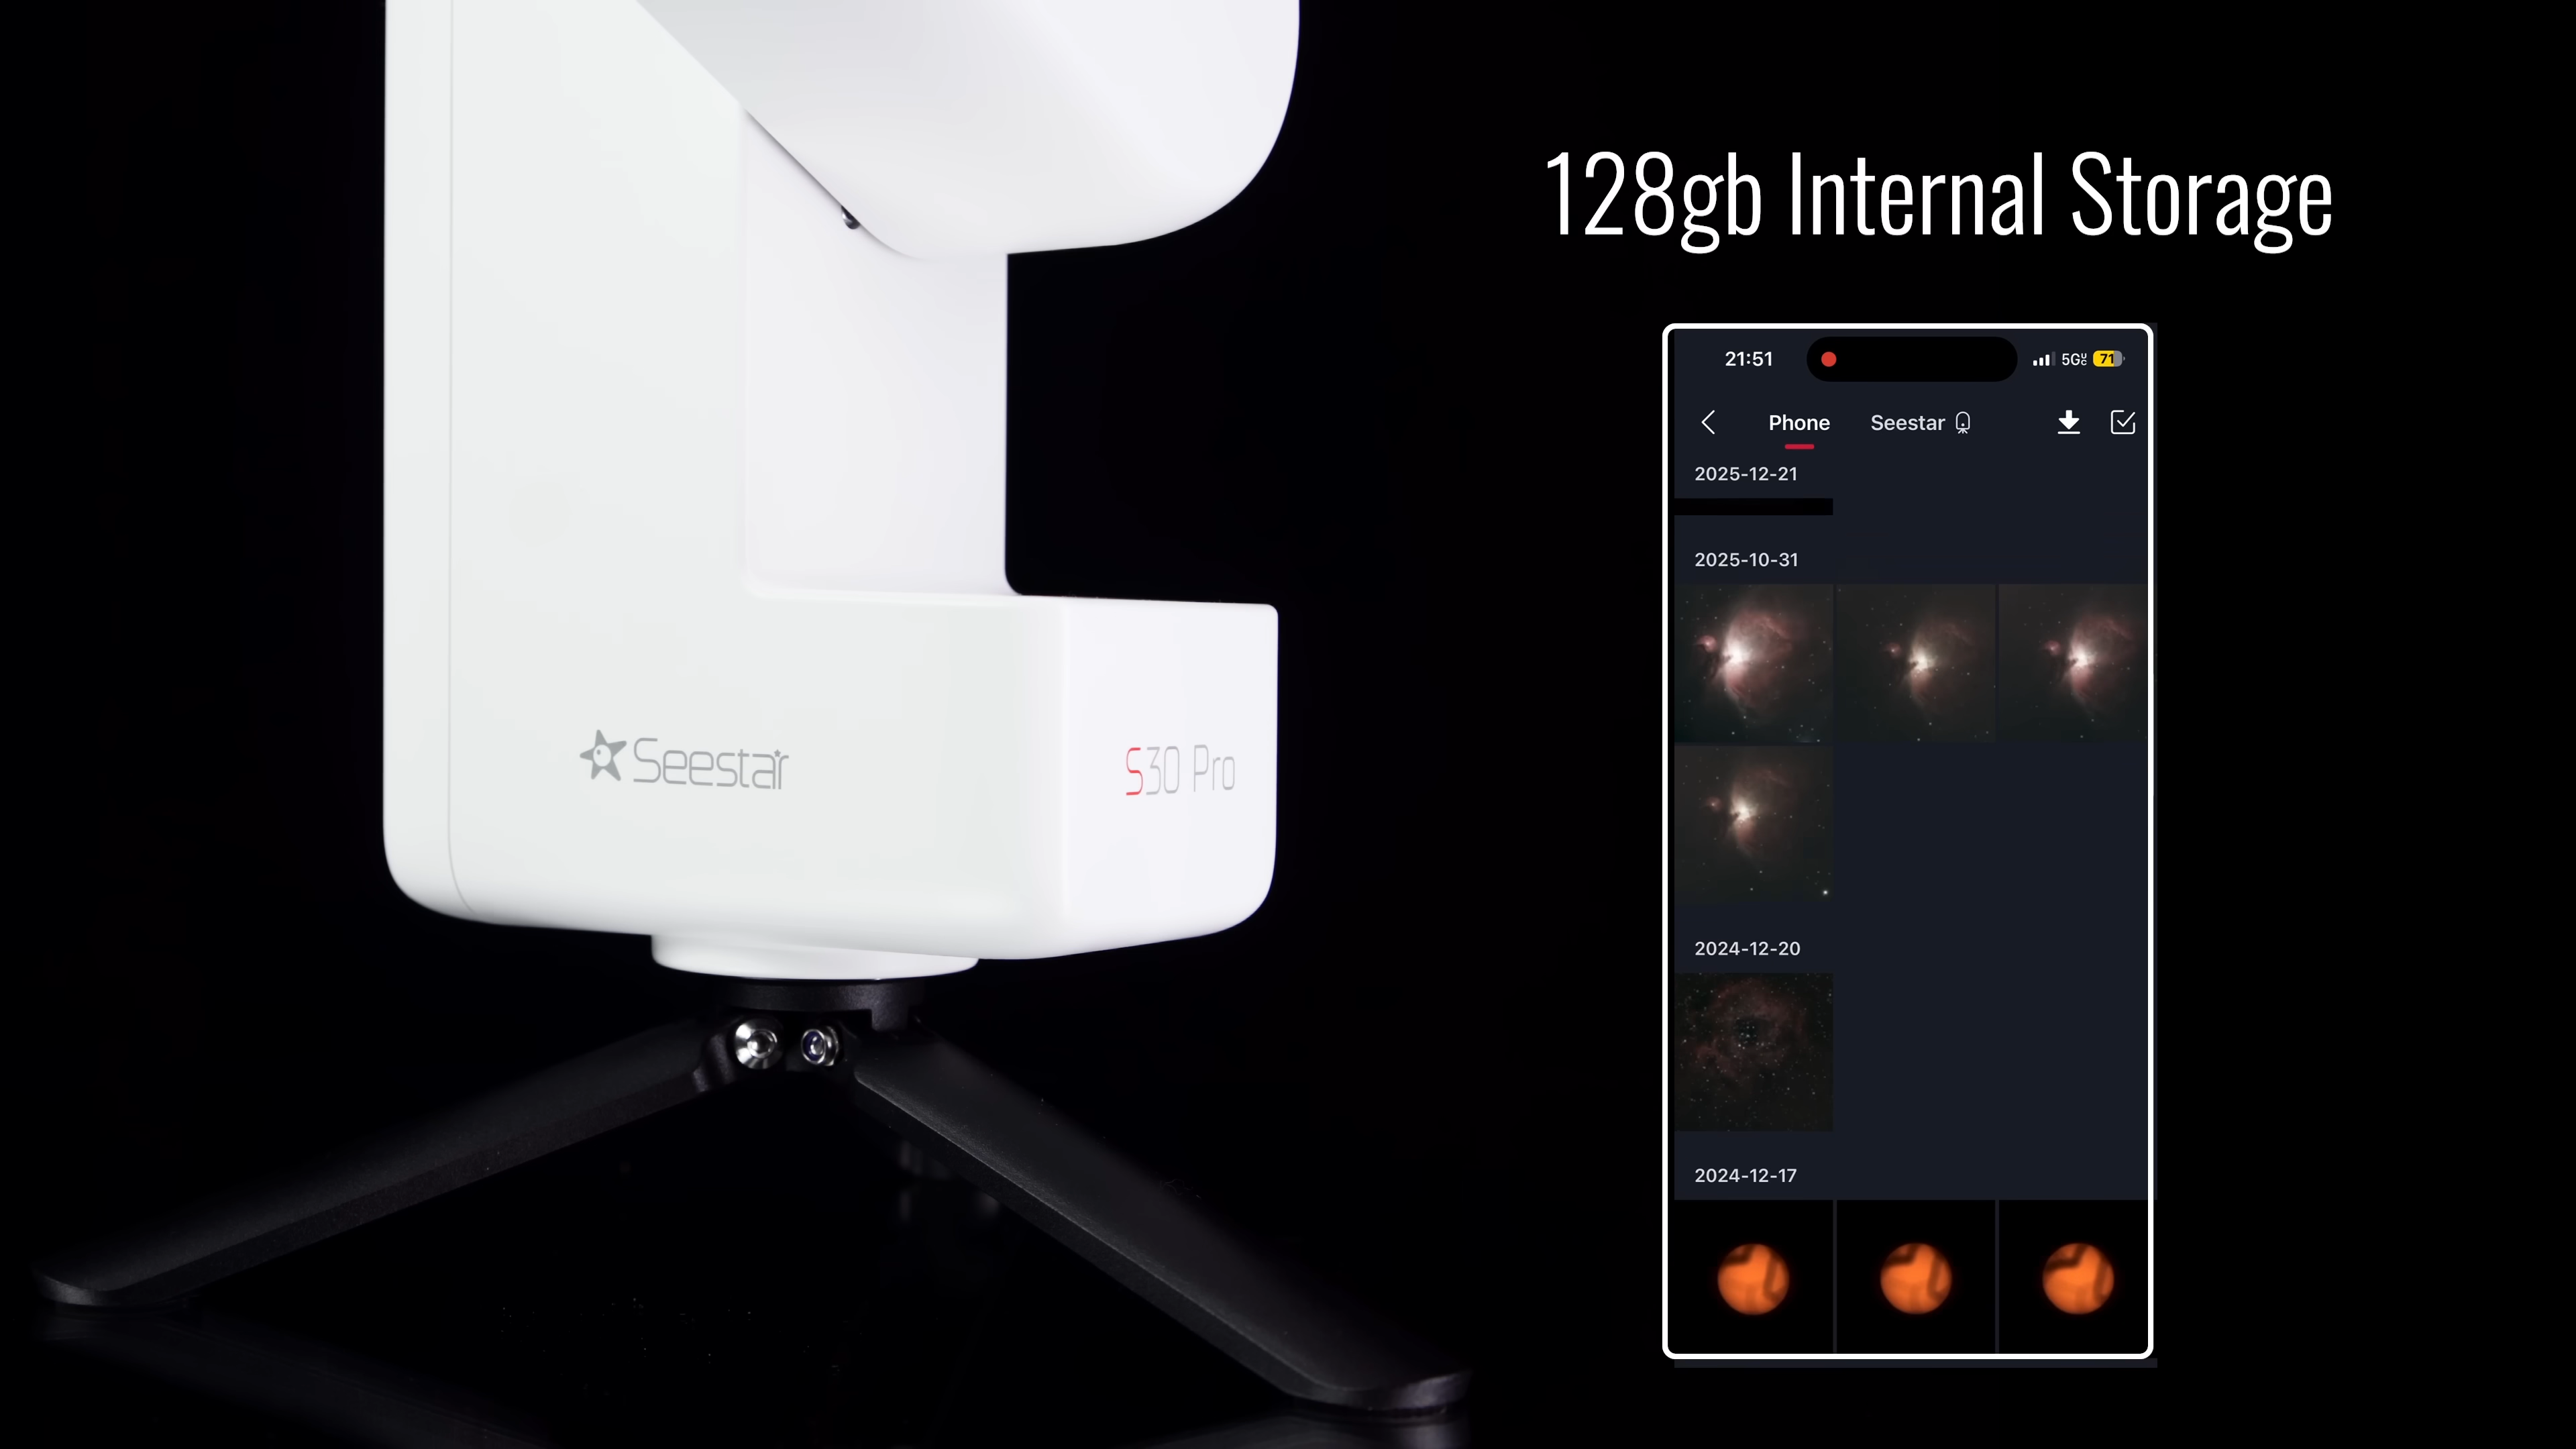 128gb Internal Storage
21:51
5GUC 71
Phone Seestar
2025-12-21
2025-10-31
2024-12-20
2024-12-17
Seestar
S30 Pro